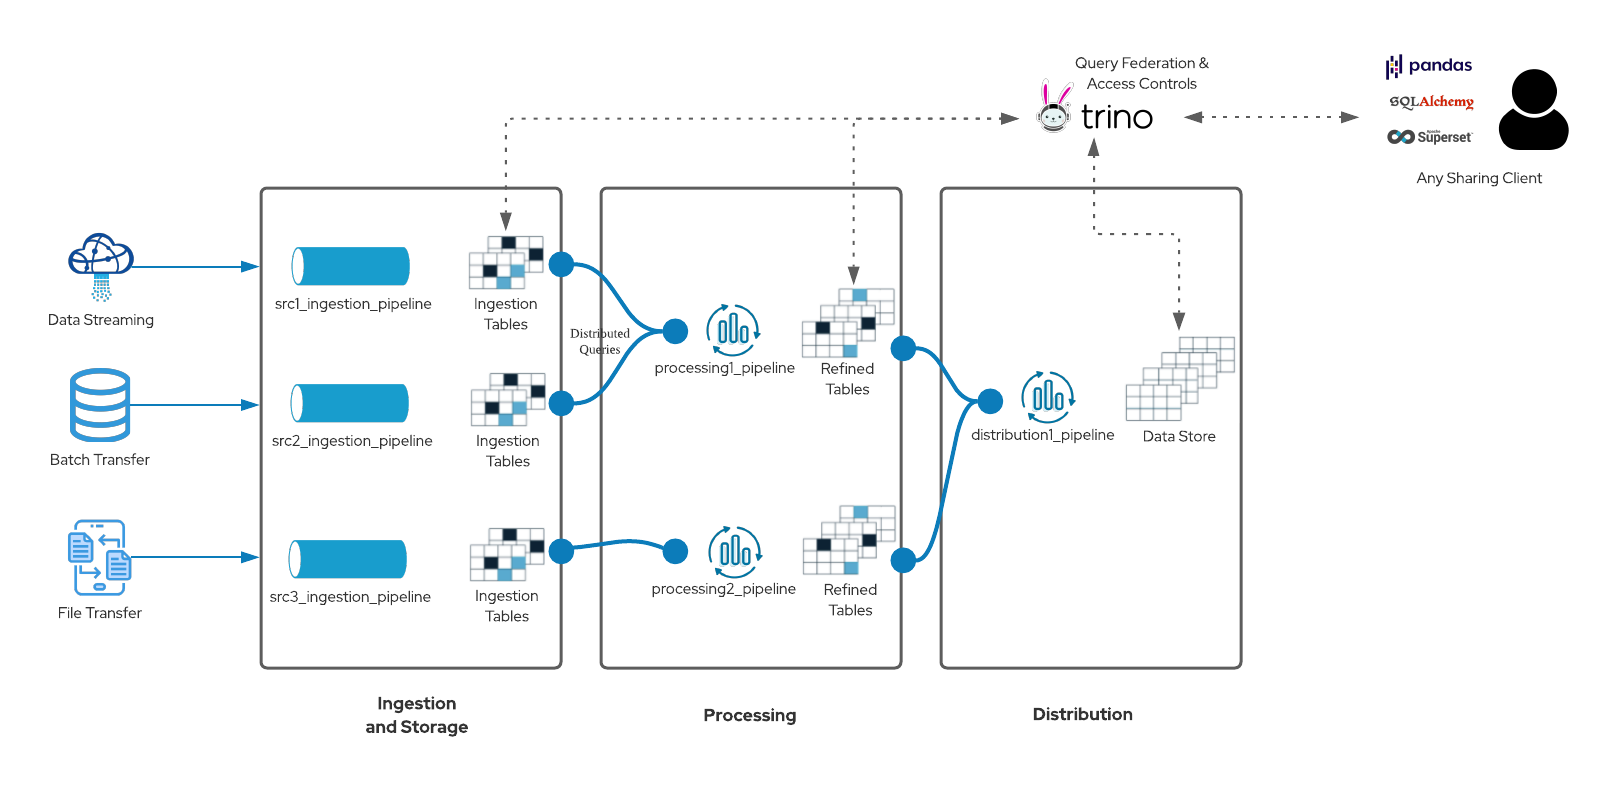 Query Federation &
Access Controls
trino
pandas
SQLAlchemy
Apache
Superset
Any Sharing Client
Data Streaming
src1_ingestion_pipeline
Ingestion
Tables
Distributed
Queries
processing1_pipeline
Refined
Tables
Batch Transfer
src2_ingestion_pipeline
Ingestion
Tables
distribution1_pipeline
Data Store
File Transfer
src3_ingestion_pipeline
Ingestion
Tables
processing2_pipeline
Refined
Tables
Ingestion
and Storage
Processing
Distribution